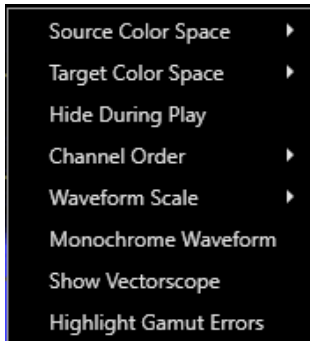 Source Color Space
Target Color Space
Hide During Play
Channel Order
Waveform Scale
Monochrome Waveform
Show Vectorscope
Highlight Gamut Errors